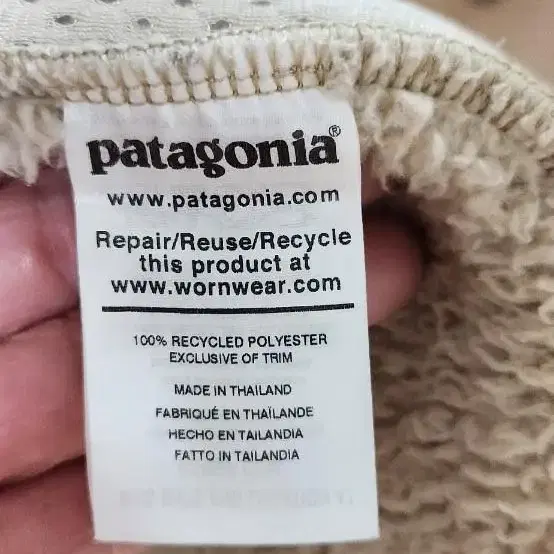 patagonia®
www.patagonia.com
Repair/Reuse/Recycle
this product at
www.wornwear.com
100% RECYCLED POLYESTER
EXCLUSIVE OF TRIM
MADE IN THAILAND
FABRIQUÉ EN THAÏLANDE
HECHO EN TAILANDIA
FATTO IN TAILANDIA